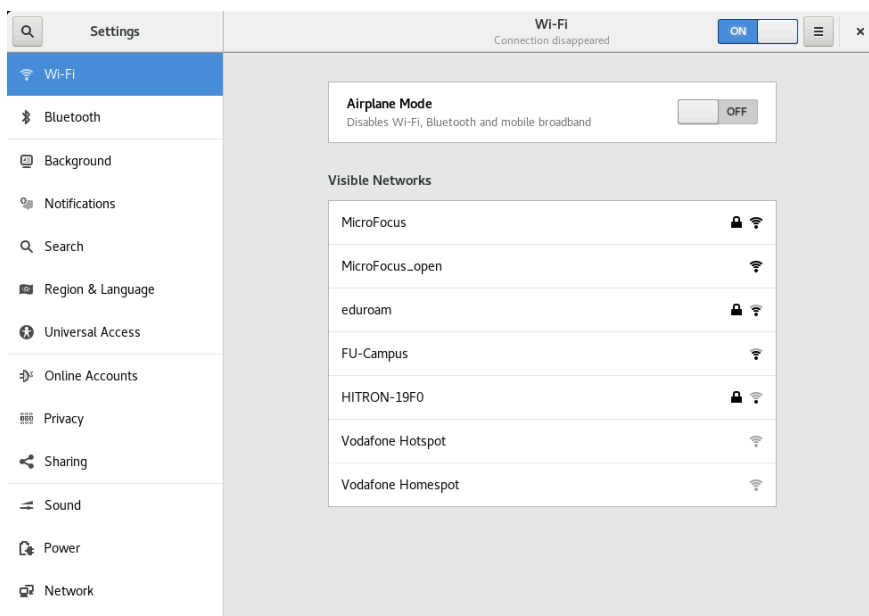 Settings
Wi-Fi
Connection disappeared
ON
Wi-Fi
Bluetooth
Background
Notifications
Search
Region & Language
Universal Access
Online Accounts
Privacy
Sharing
Sound
Power
Network
Airplane Mode
Disables Wi-Fi, Bluetooth and mobile broadband
OFF
Visible Networks
MicroFocus
MicroFocus_open
eduroam
FU-Campus
HITRON-19F0
Vodafone Hotspot
Vodafone Homespot